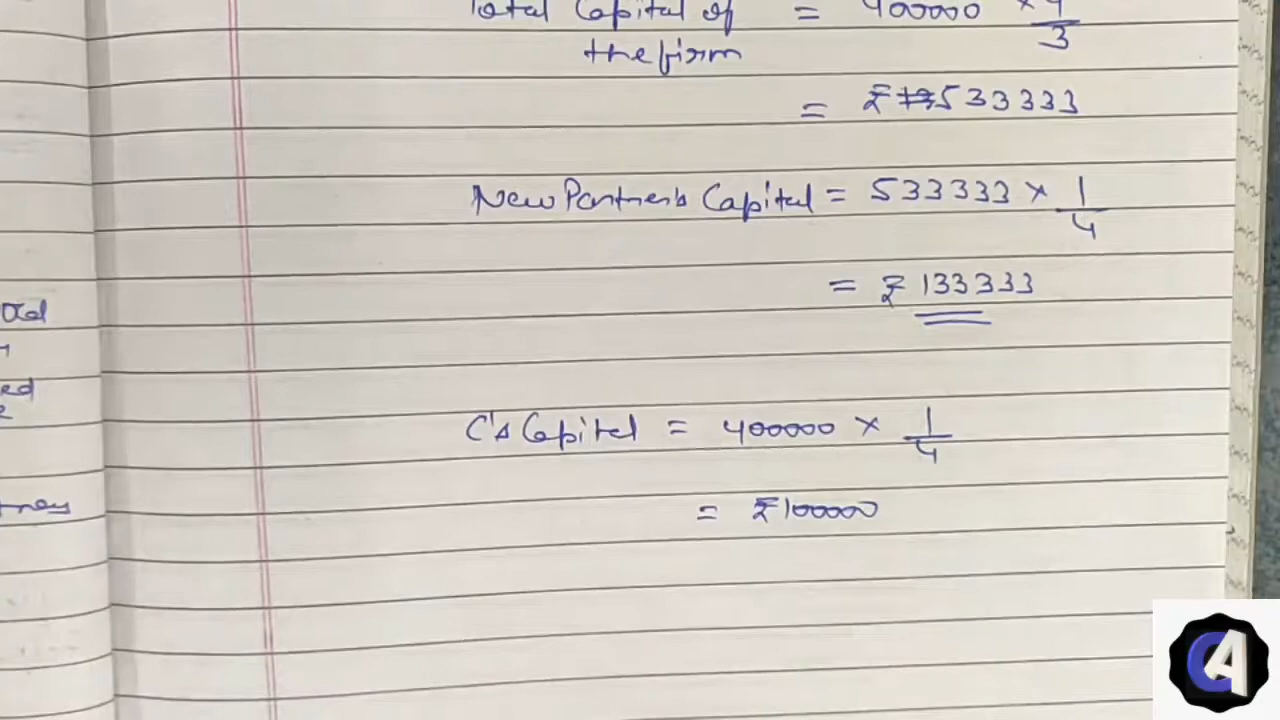 Total Capital of = 400000 × 4/3
the firm
= ₹ 533333
New Partner's Capital = 533333 × 1/4
= ₹ 133333
C's Capital = 400000 × 1/4
= ₹100000
CA